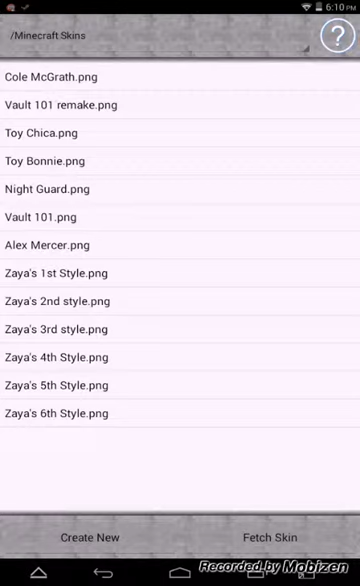 6:10 PM
/Minecraft Skins
?
Cole McGrath.png
Vault 101 remake.png
Toy Chica.png
Toy Bonnie.png
Night Guard.png
Vault 101.png
Alex Mercer.png
Zaya's 1st Style.png
Zaya's 2nd style.png
Zaya's 3rd style.png
Zaya's 4th Style.png
Zaya's 5th Style.png
Zaya's 6th Style.png
Create New
Fetch Skin
Recorded by Mobizen